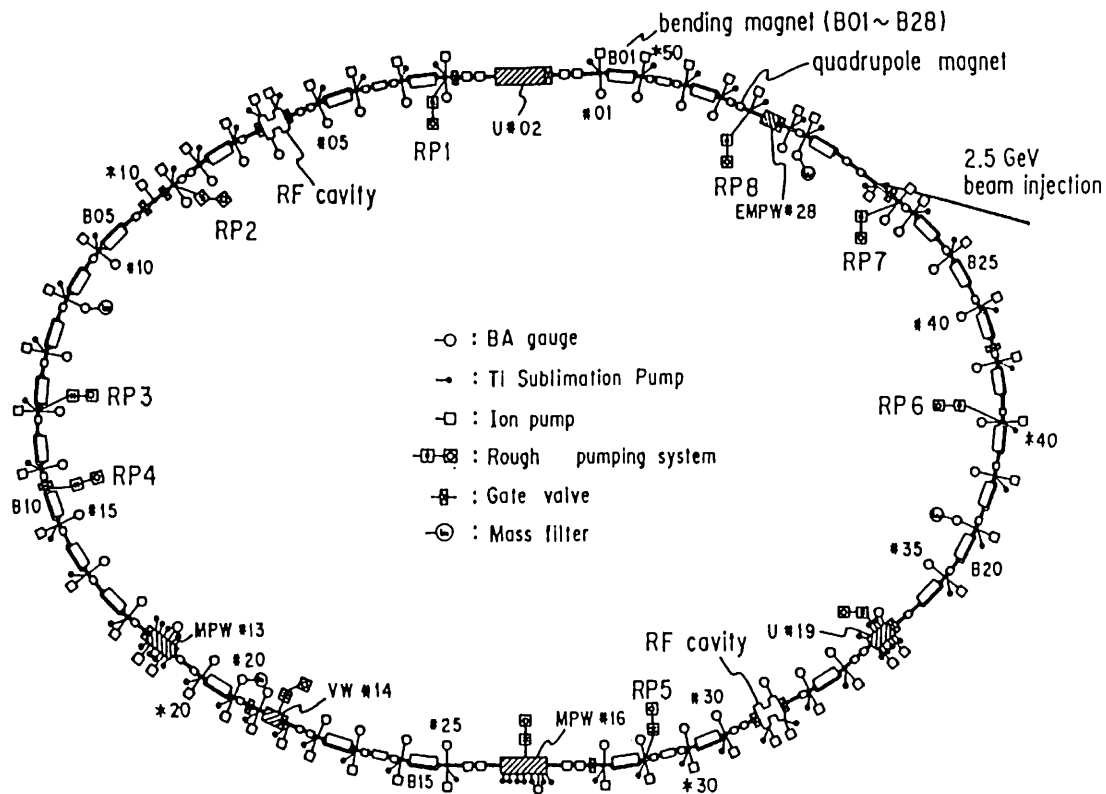 bending magnet (B01~B28)
B01
*50
quadrupole magnet
U#02
#01
#05
RP1
RP8
2.5 GeV
beam injection
*10
RF cavity
EMPW#28
B05
RP2
RP7
#10
B25
#40
-○ : BA gauge
: Ti Sublimation Pump
RP3
RP6
: Ion pump
*40
: Rough pumping system
RP4
B10
#15
: Gate valve
: Mass filter
#35
B20
MPW #13
U #19
RF cavity
#20
VW #14
RP5
*20
#25
MPW #16
#30
B15
*30